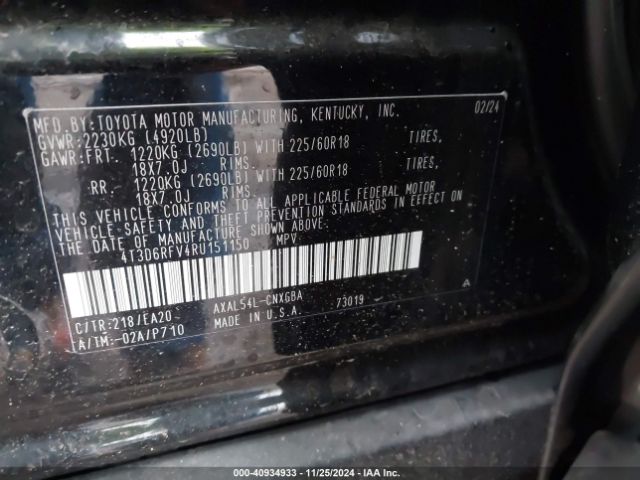 MFD. BY:TOYOTA MOTOR MANUFACTURING, KENTUCKY, INC. 02/24
GVWR:2230KG (4920LB)
GAWR:FRT. 1220KG (2690LB) WITH 225/60R18 TIRES,
18X7.0J RIMS.
RR. 1220KG (2690LB) WITH 225/60R18 TIRES,
18X7.0J RIMS.
THIS VEHICLE CONFORMS TO ALL APPLICABLE FEDERAL MOTOR
VEHICLE SAFETY AND THEFT PREVENTION STANDARDS IN EFFECT ON
THE DATE OF MANUFACTURE SHOWN ABOVE.
4T3D6RFV4RU151150 MPV
C/TR:218/EA20 AXAL54L-CNXGBA 73019 A
A/TM:-02A/P710 MADE IN U.S.A.
000-40934933 - 11/25/2024 - IAA Inc.